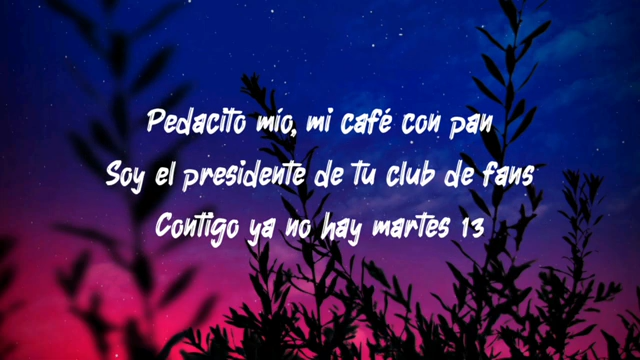 Pedacito mío, mi café con pan
Soy el presidente de tu club de fans
Contigo ya no hay martes 13